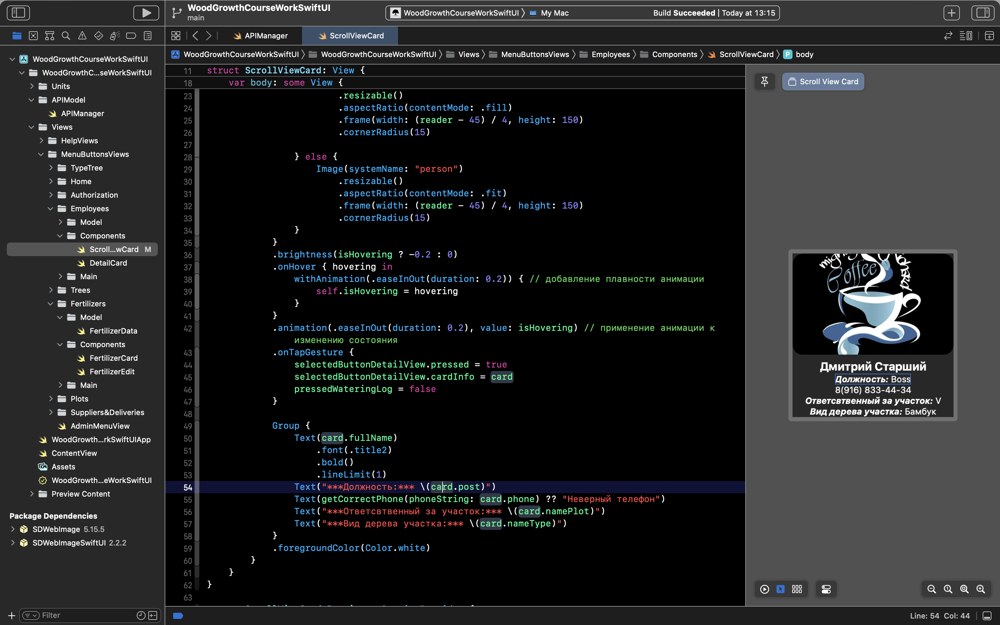 WoodGrowthCourseWorkSwiftUI
main
WoodGrowthCourseWorkSwiftUI 〉 My Mac
Build Succeeded | Today at 13:15
APIManager
ScrollViewCard
WoodGrowthCourseWorkSwiftUI 〉 WoodGrowthCourseWorkSwiftUI 〉 Views 〉 MenuButtonsViews 〉 Employees 〉 Components 〉 ScrollViewCard 〉 P body
WoodGrowthCourseWorkSwiftUI
WoodGrowthC...seWorkSwiftUI
Units
APIModel
APIManager
Views
HelpViews
MenuButtonsViews
TypeTree
Home
Authorization
Employees
Model
Components
Scroll...wCard M
DetailCard
Main
Trees
Fertilizers
Model
FertilizerData
Components
FertilizerCard
FertilizerEdit
Main
Plots
Suppliers&Deliveries
AdminMenuView
WoodGrowth...rkSwiftUIApp
ContentView
Assets
WoodGrowth...eWorkSwiftUI
Preview Content
Package Dependencies
SDWebImage 5.15.5
SDWebImageSwiftUI 2.2.2
Filter
11 struct ScrollViewCard: View {
18 var body: some View {
23 .resizable()
24 .aspectRatio(contentMode: .fill)
25 .frame(width: (reader - 45) / 4, height: 150)
26 .cornerRadius(15)
27
28 } else {
29 Image(systemName: "person")
30 .resizable()
31 .aspectRatio(contentMode: .fit)
32 .frame(width: (reader - 45) / 4, height: 150)
33 .cornerRadius(15)
34 }
35 }
36 .brightness(isHovering ? -0.2 : 0)
37 .onHover { hovering in
38 withAnimation(.easeInOut(duration: 0.2)) { // добавление плавности анимации
39 self.isHovering = hovering
40 }
41 }
42 .animation(.easeInOut(duration: 0.2), value: isHovering) // применение анимации к
изменению состояния
43 .onTapGesture {
44 selectedButtonDetailView.pressed = true
45 selectedButtonDetailView.cardInfo = card
46 pressedWateringLog = false
47 }
48
49 Group {
50 Text(card.fullName)
51 .font(.title2)
52 .bold()
53 .lineLimit(1)
54 Text("***Должность:*** \(card.post)")
55 Text(getCorrectPhone(phoneString: card.phone) ?? "Неверный телефон")
56 Text("***Ответсвтвенный за участок:*** \(card.namePlot)")
57 Text("***Вид дерева участка:*** \(card.nameType)")
58 }
59 .foregroundColor(Color.white)
60 }
61 }
62 }
63
Scroll View Card
Coffee
Дмитрий Старший
Должность: Boss
8(916) 833-44-34
Ответсвтвенный за участок: V
Вид дерева участка: Бамбук
Line: 54 Col: 44